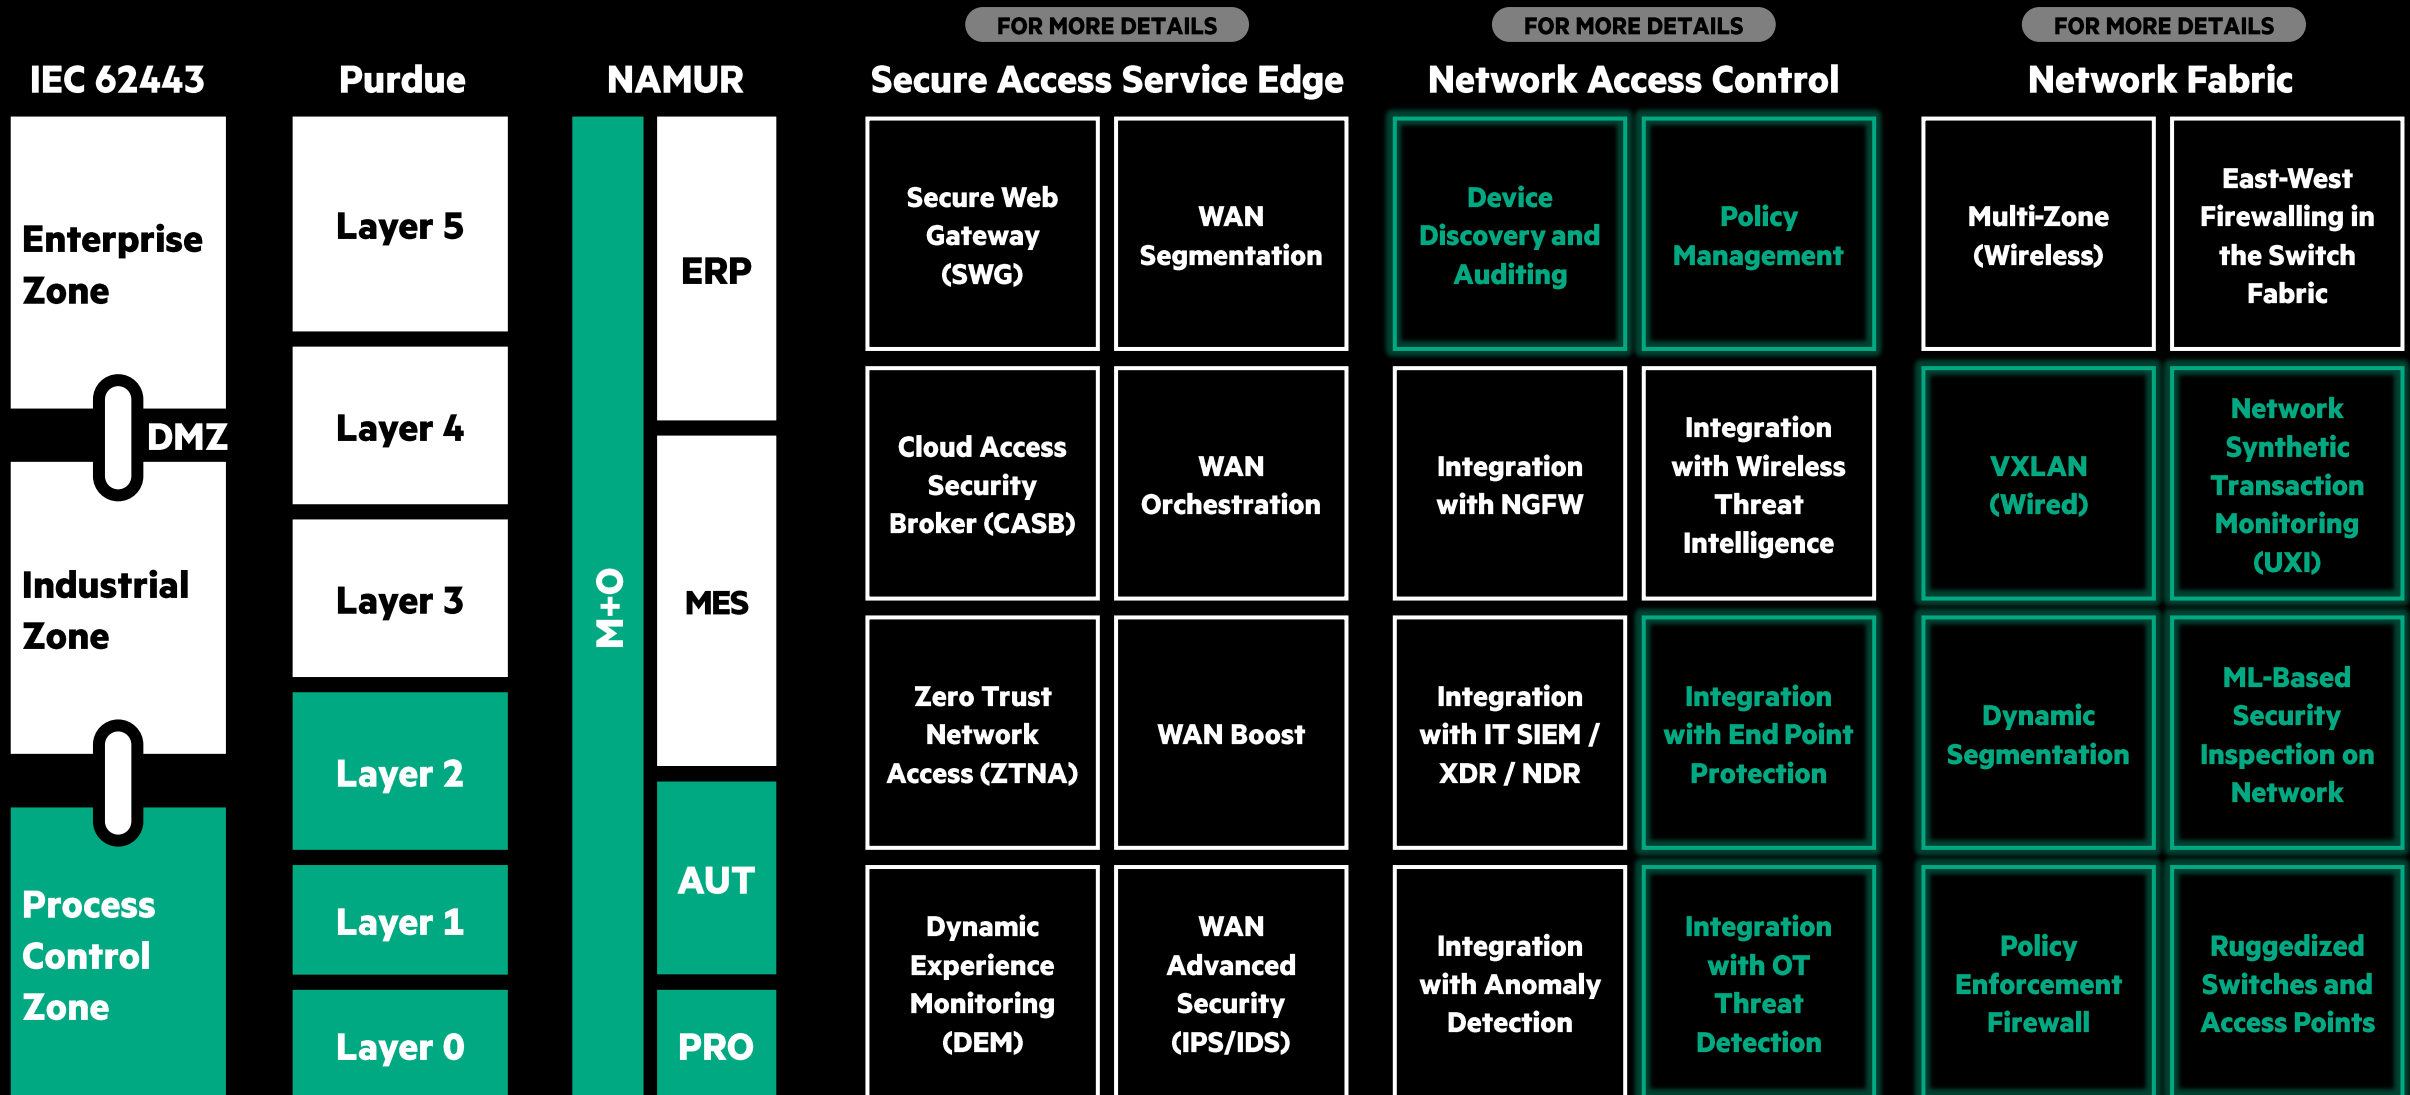 FOR MORE DETAILS
FOR MORE DETAILS
FOR MORE DETAILS
IEC 62443
Purdue
NAMUR
Secure Access Service Edge
Network Access Control
Network Fabric
Enterprise
Zone
DMZ
Industrial
Zone
Process
Control
Zone
Layer 5
Layer 4
Layer 3
Layer 2
Layer 1
Layer 0
M+O
ERP
MES
AUT
PRO
Secure Web
Gateway
(SWG)
WAN
Segmentation
Cloud Access
Security
Broker (CASB)
WAN
Orchestration
Zero Trust
Network
Access (ZTNA)
WAN Boost
Dynamic
Experience
Monitoring
(DEM)
WAN
Advanced
Security
(IPS/IDS)
Device
Discovery and
Auditing
Policy
Management
Integration
with NGFW
Integration
with Wireless
Threat
Intelligence
Integration
with IT SIEM /
XDR / NDR
Integration
with End Point
Protection
Integration
with Anomaly
Detection
Integration
with OT
Threat
Detection
Multi-Zone
(Wireless)
East-West
Firewalling in
the Switch
Fabric
VXLAN
(Wired)
Network
Synthetic
Transaction
Monitoring
(UXI)
Dynamic
Segmentation
ML-Based
Security
Inspection on
Network
Policy
Enforcement
Firewall
Ruggedized
Switches and
Access Points